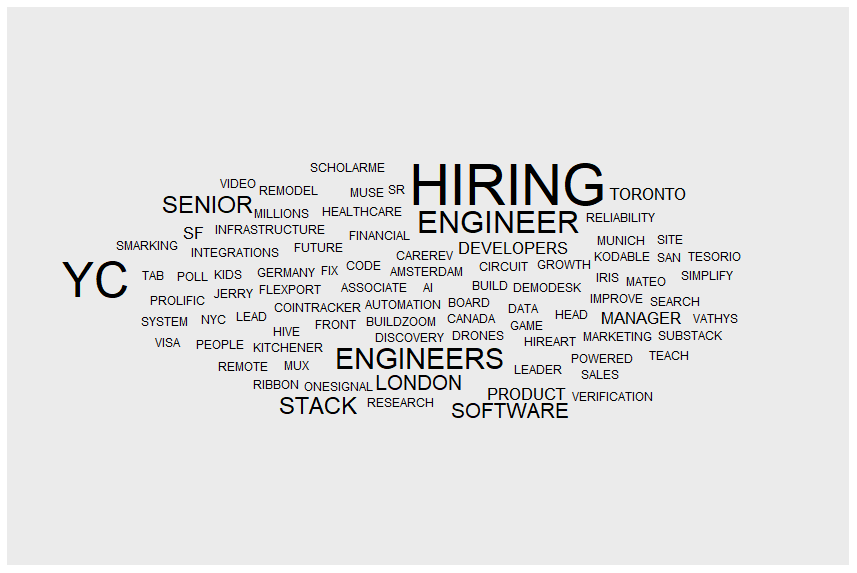 SCHOLARME
VIDEO REMODEL MUSE SR HIRING TORONTO
SENIOR MILLIONS HEALTHCARE ENGINEER RELIABILITY
SF INFRASTRUCTURE FINANCIAL DEVELOPERS MUNICH SITE
SMARKING INTEGRATIONS FUTURE CAREREV KODABLE SAN TESORIO
YC TAB POLL KIDS GERMANY FIX CODE AMSTERDAM CIRCUIT GROWTH IRIS MATEO SIMPLIFY
PROLIFIC JERRY FLEXPORT ASSOCIATE AI BUILD DEMODESK IMPROVE SEARCH
COINTRACKER AUTOMATION BOARD DATA HEAD MANAGER VATHYS
SYSTEM NYC LEAD HIVE FRONT BUILDZOOM CANADA GAME
VISA PEOPLE KITCHENER DISCOVERY DRONES HIREART MARKETING SUBSTACK
REMOTE MUX ENGINEERS LEADER POWERED SALES TEACH
RIBBON ONESIGNAL LONDON PRODUCT VERIFICATION
STACK RESEARCH SOFTWARE